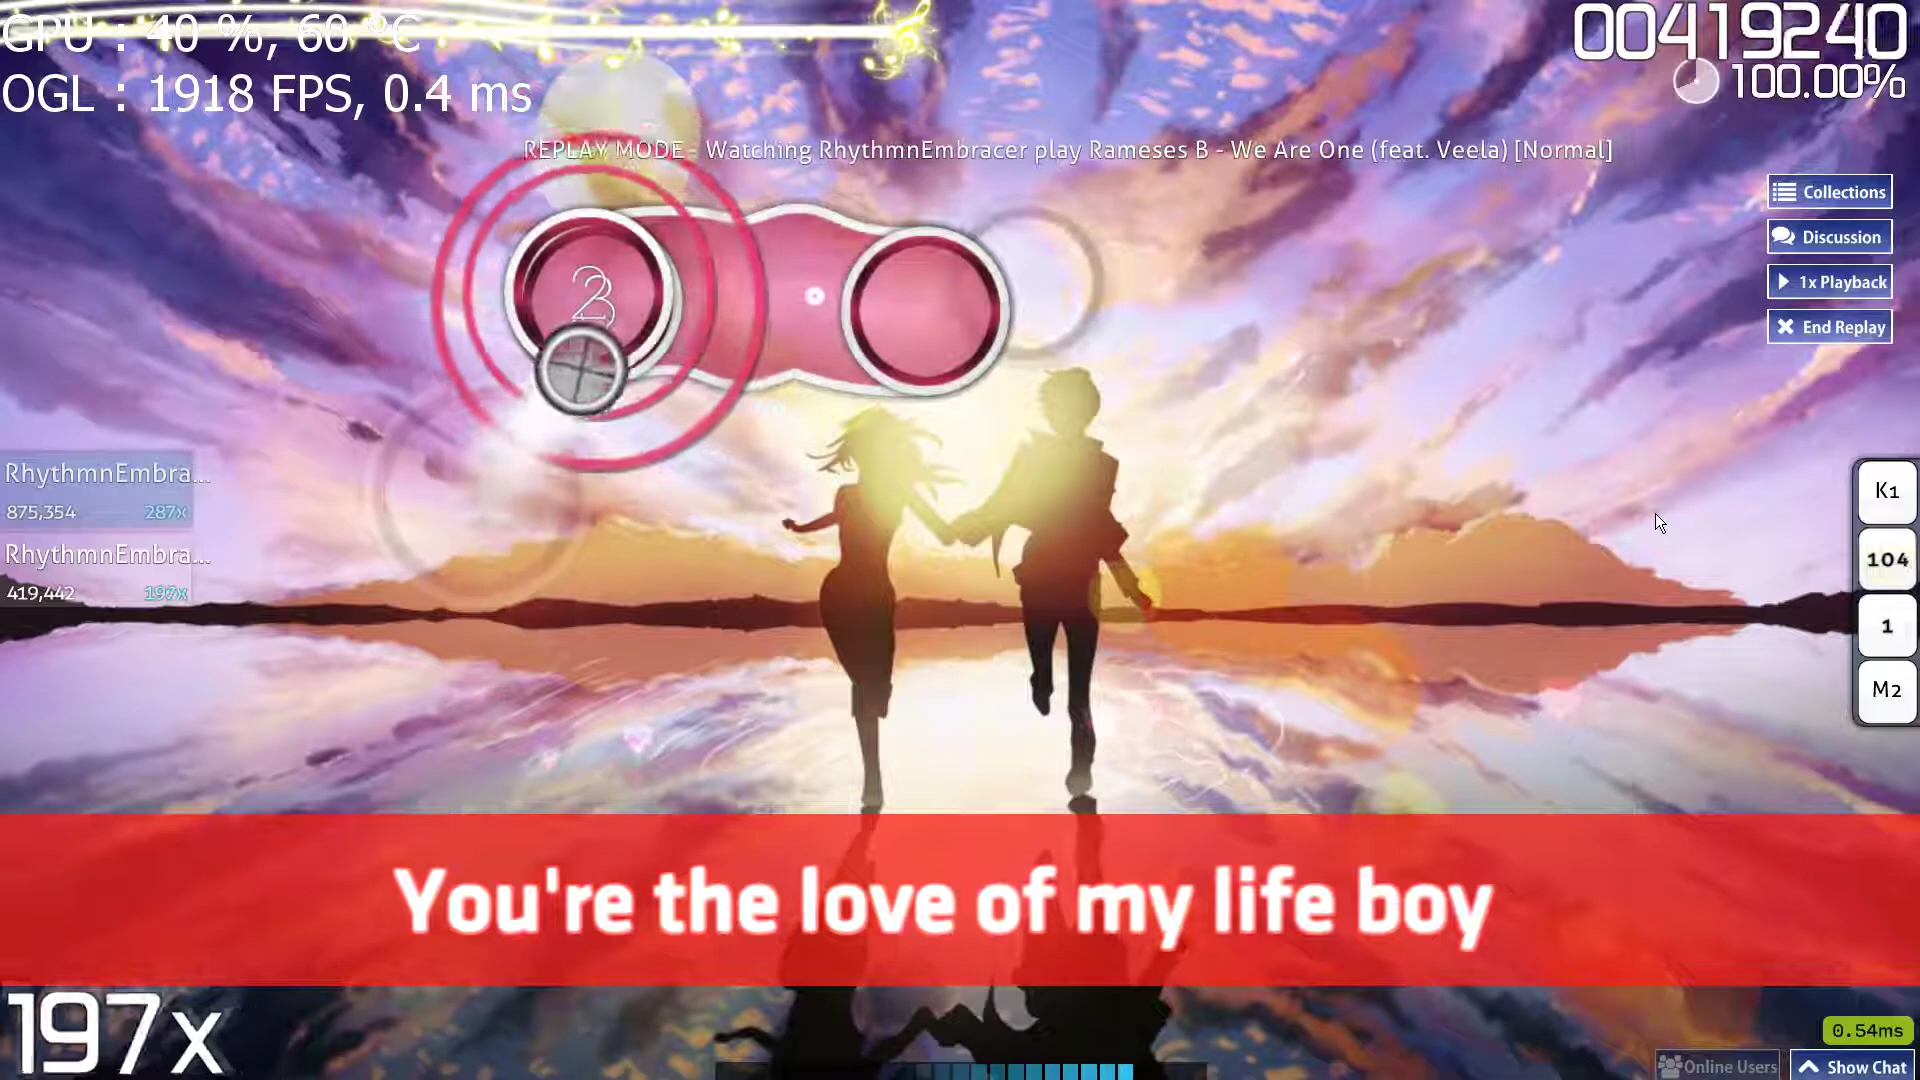 GPU : 40 %, 60 °C
OGL : 1918 FPS, 0.4 ms
00419240
100.00%
REPLAY MODE - Watching RhythmnEmbracer play Rameses B - We Are One (feat. Veela) [Normal]
Collections
Discussion
1x Playback
End Replay
2
RhythmnEmbra...
875,354 287x
RhythmnEmbra...
419,442 197x
K1
104
1
M2
You're the love of my life boy
197x
0.54ms
Online Users
Show Chat